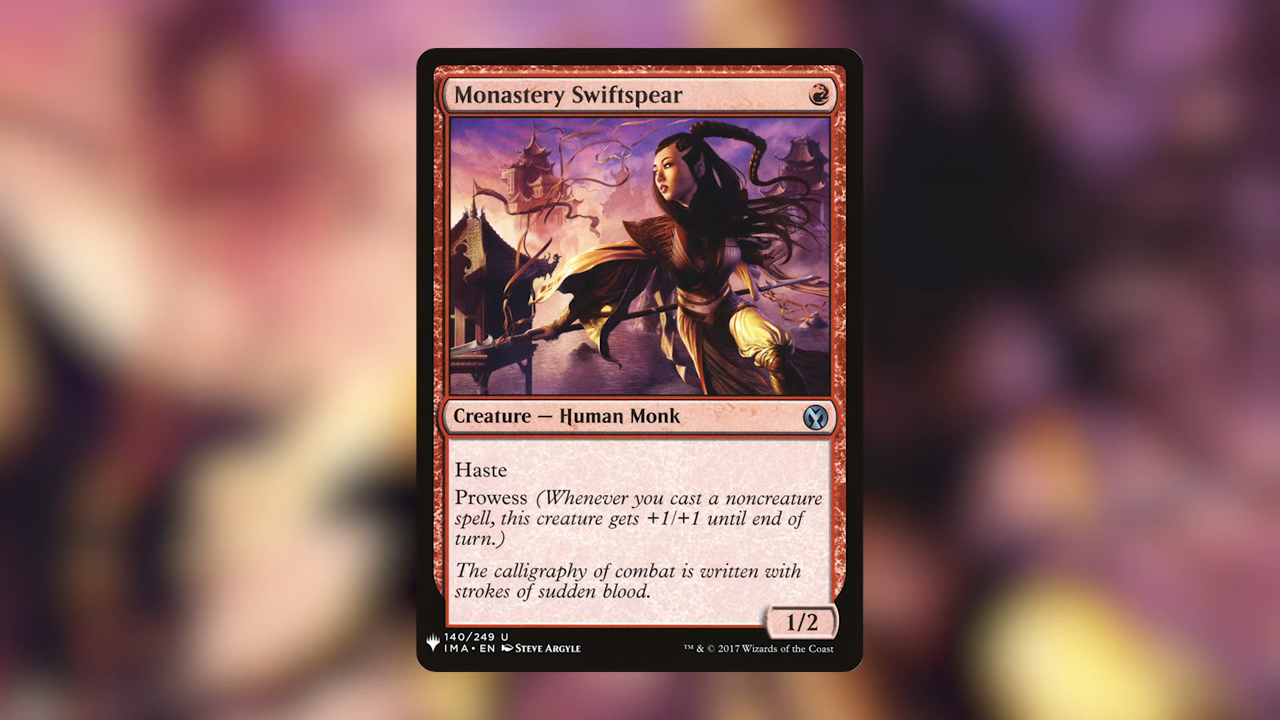 Monastery Swiftspear
Creature — Human Monk
Haste
Prowess (Whenever you cast a noncreature
spell, this creature gets +1/+1 until end of
turn.)
The calligraphy of combat is written with
strokes of sudden blood.
1/2
140/249 U
IMA • EN Steve Argyle
™ & © 2017 Wizards of the Coast